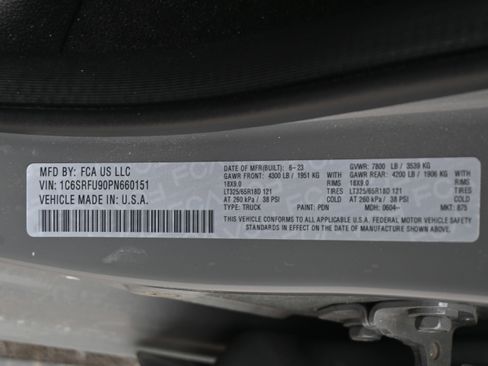 MFD BY: FCA US LLC
VIN: 1C6SRFU90PN660151
VEHICLE MADE IN: U.S.A.
DATE OF MFR(BUILT): 6-23 GVWR: 7800 LB / 3539 KG
GAWR FRONT: 4300 LB / 1951 KG GAWR REAR: 4200 LB / 1906 KG
18X9.0 18X9.0
LT325/65R18D 121 TIRES LT325/65R18D 121 TIRES
AT 260 kPa / 38 PSI COLD AT 260 kPa / 38 PSI COLD
TYPE: TRUCK PAINT: PDN MDH: 0604-- MKT: 875
THIS VEHICLE CONFORMS TO ALL APPLICABLE U.S.A. FEDERAL MOTOR VEHICLE SAFETY
STANDARDS IN EFFECT ON THE DATE OF MANUFACTURE SHOWN ABOVE.